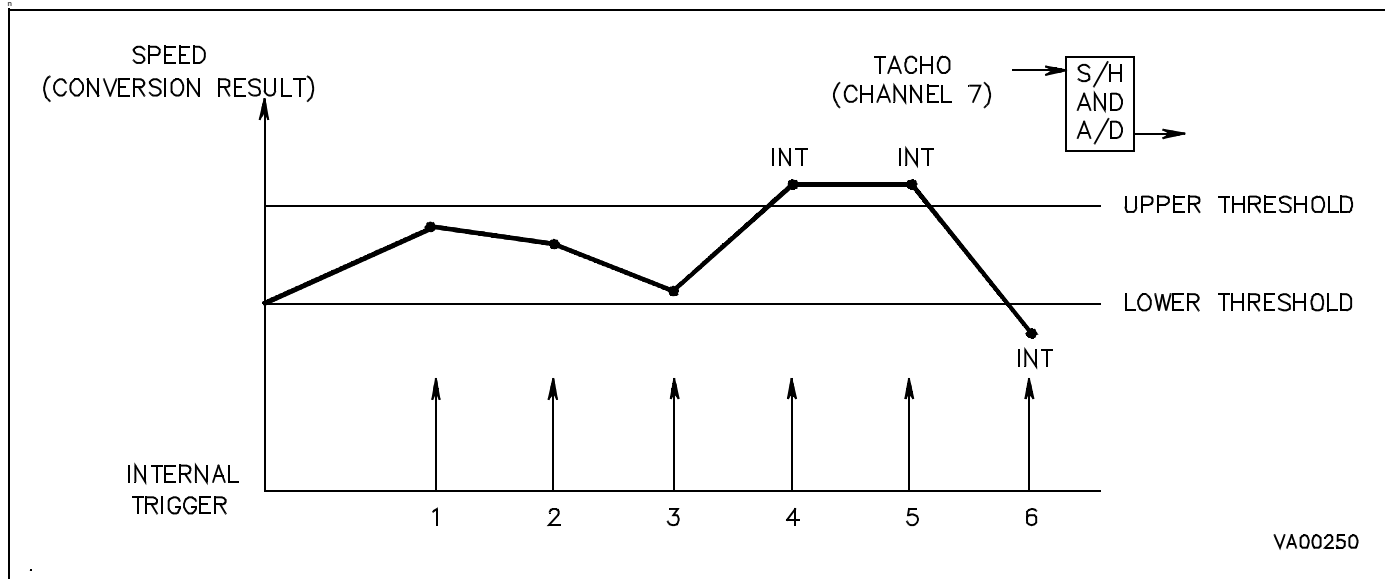 SPEED
(CONVERSION RESULT)
TACHO
(CHANNEL 7)
S/H
AND
A/D
INT
INT
UPPER THRESHOLD
LOWER THRESHOLD
INT
INTERNAL
TRIGGER
1 2 3 4 5 6
VA00250